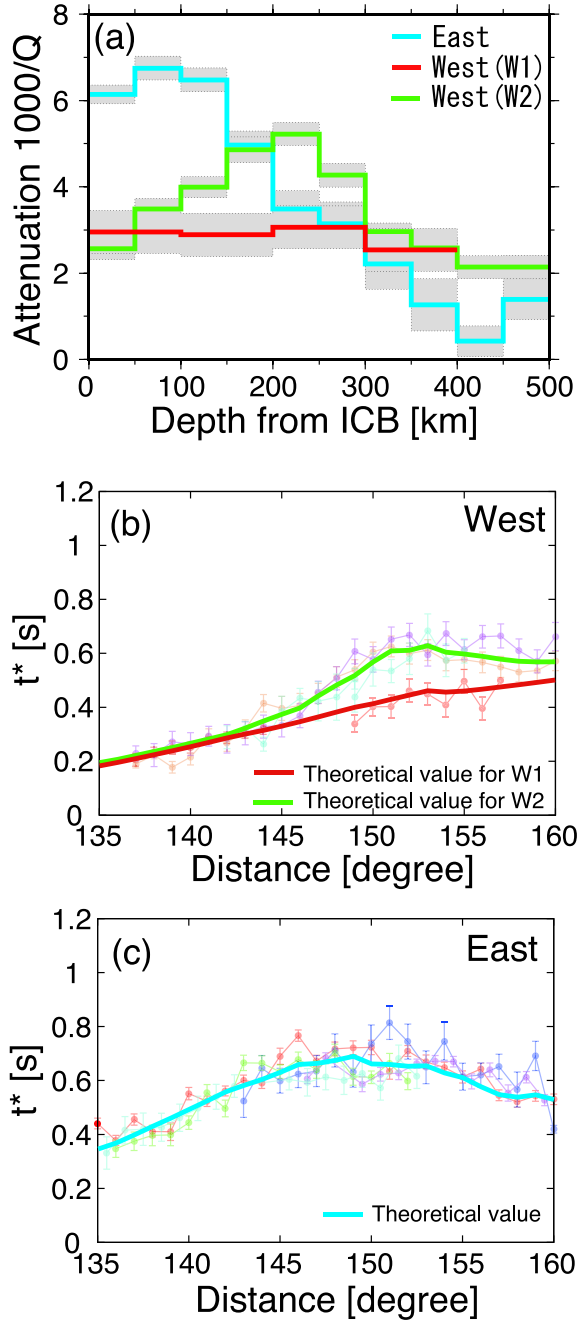 (a)
East
West(W1)
West(W2)
Attenuation 1000/Q
8
6
4
2
0
0 100 200 300 400 500
Depth from ICB [km]
(b)
West
t* [s]
1.2
1
0.8
0.6
0.4
0.2
0
Theoretical value for W1
Theoretical value for W2
135 140 145 150 155 160
Distance [degree]
(c)
East
t* [s]
1.2
1
0.8
0.6
0.4
0.2
0
Theoretical value
135 140 145 150 155 160
Distance [degree]